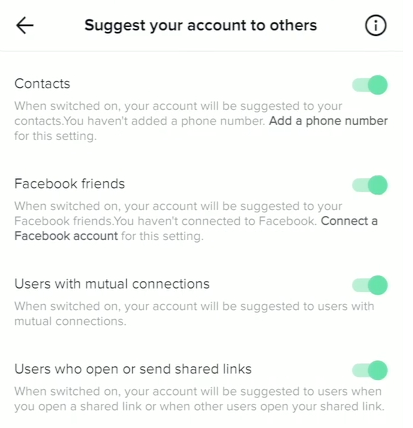 Suggest your account to others
Contacts
When switched on, your account will be suggested to your
contacts.You haven't added a phone number. Add a phone number
for this setting.
Facebook friends
When switched on, your account will be suggested to your
Facebook friends.You haven't connected to Facebook. Connect a
Facebook account for this setting.
Users with mutual connections
When switched on, your account will be suggested to users with
mutual connections.
Users who open or send shared links
When switched on, your account will be suggested to users when
you open a shared link or when other users open your shared link.